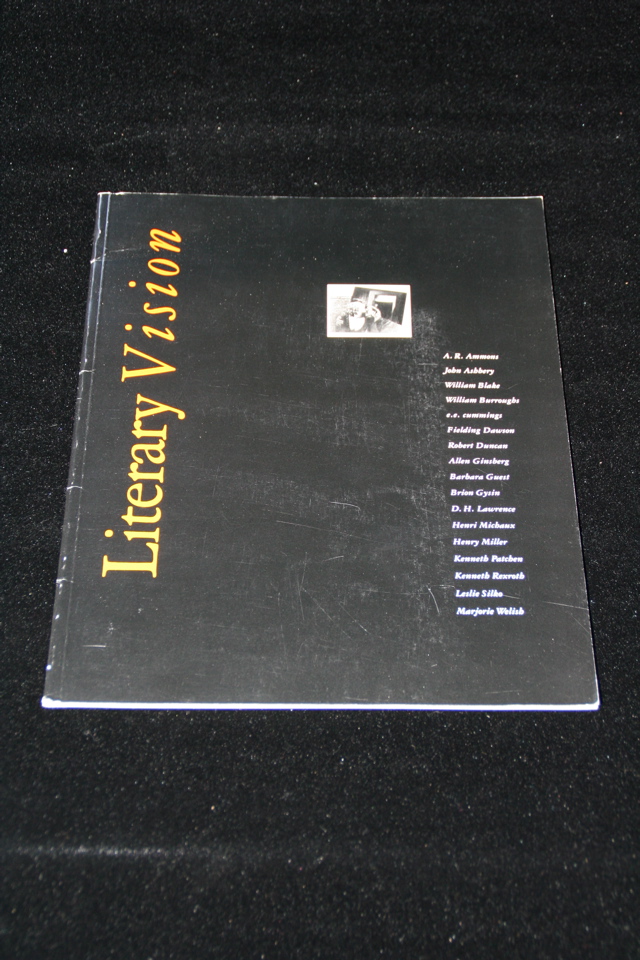 Literary Vision
A. R. Ammons
John Ashbery
William Blake
William Burroughs
e.e. cummings
Fielding Dawson
Robert Duncan
Allen Ginsberg
Barbara Guest
Brion Gysin
D. H. Lawrence
Henri Michaux
Henry Miller
Kenneth Patchen
Kenneth Rexroth
Leslie Silko
Marjorie Welish